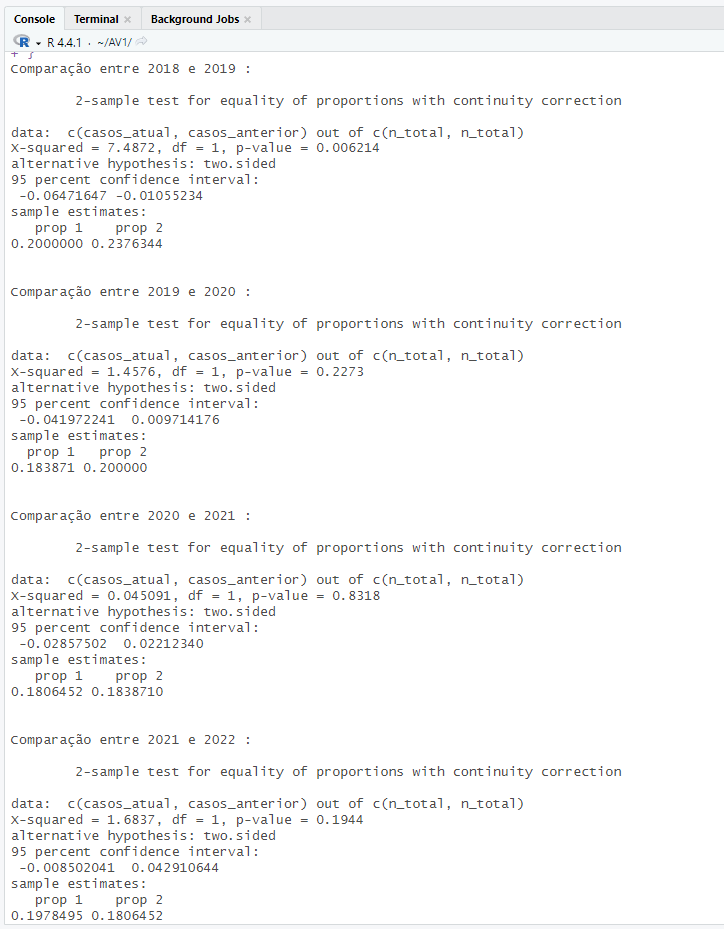 Console Terminal Background Jobs
R 4.4.1 · ~/AV1/
+ }
Comparação entre 2018 e 2019 :
2-sample test for equality of proportions with continuity correction
data:  c(casos_atual, casos_anterior) out of c(n_total, n_total)
X-squared = 7.4872, df = 1, p-value = 0.006214
alternative hypothesis: two.sided
95 percent confidence interval:
-0.06471647 -0.01055234
sample estimates:
prop 1    prop 2
0.2000000 0.2376344
Comparação entre 2019 e 2020 :
2-sample test for equality of proportions with continuity correction
data:  c(casos_atual, casos_anterior) out of c(n_total, n_total)
X-squared = 1.4576, df = 1, p-value = 0.2273
alternative hypothesis: two.sided
95 percent confidence interval:
-0.041972241  0.009714176
sample estimates:
prop 1   prop 2
0.183871 0.200000
Comparação entre 2020 e 2021 :
2-sample test for equality of proportions with continuity correction
data:  c(casos_atual, casos_anterior) out of c(n_total, n_total)
X-squared = 0.045091, df = 1, p-value = 0.8318
alternative hypothesis: two.sided
95 percent confidence interval:
-0.02857502  0.02212340
sample estimates:
prop 1    prop 2
0.1806452 0.1838710
Comparação entre 2021 e 2022 :
2-sample test for equality of proportions with continuity correction
data:  c(casos_atual, casos_anterior) out of c(n_total, n_total)
X-squared = 1.6837, df = 1, p-value = 0.1944
alternative hypothesis: two.sided
95 percent confidence interval:
-0.008502041  0.042910644
sample estimates:
prop 1    prop 2
0.1978495 0.1806452